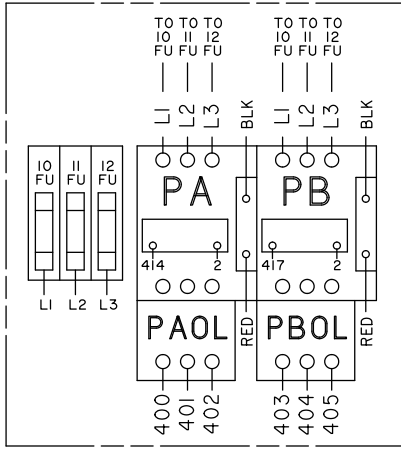 TO TO TO TO TO TO
10 11 12 10 11 12
FU FU FU FU FU FU
L1 L2 L3 BLK L1 L2 L3 BLK
10 11 12
FU FU FU
PA PB
414 2 417 2
L1 L2 L3
PAOL RED PBOL RED
400 401 402 403 404 405